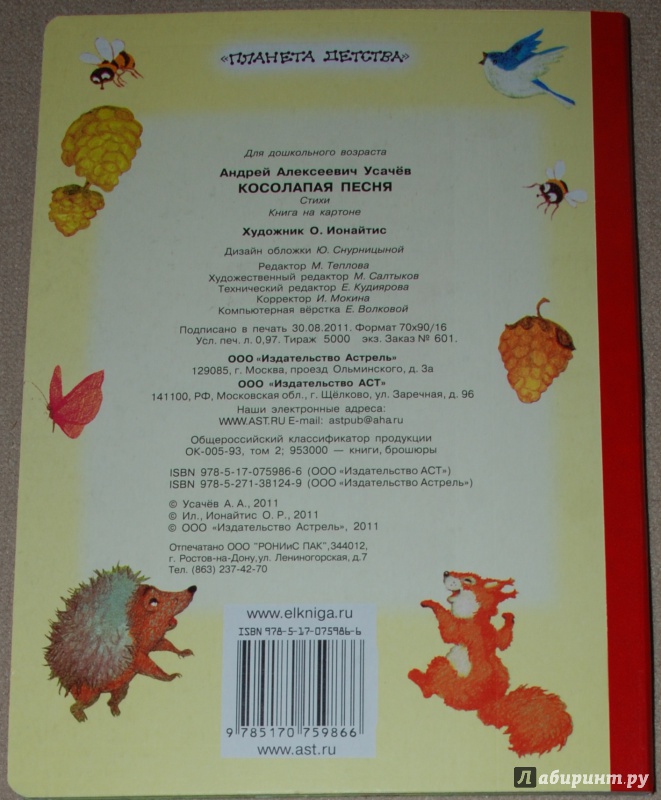 «ПЛАНЕТА ДЕТСТВА»
Для дошкольного возраста
Андрей Алексеевич Усачёв
КОСОЛАПАЯ ПЕСНЯ
Стихи
Книга на картоне
Художник О. Ионайтис
Дизайн обложки Ю. Снурницыной
Редактор М. Теплова
Художественный редактор М. Салтыков
Технический редактор Е. Кудиярова
Корректор И. Мокина
Компьютерная вёрстка Е. Волковой
Подписано в печать 30.08.2011. Формат 70х90/16
Усл. печ. л. 0,97. Тираж 5000 экз. Заказ № 601.
ООО «Издательство Астрель»
129085, г. Москва, проезд Ольминского, д. 3а
ООО «Издательство АСТ»
141100, РФ, Московская обл., г. Щёлково, ул. Заречная, д. 96
Наши электронные адреса:
WWW.AST.RU E-mail: astpub@aha.ru
Общероссийский классификатор продукции
ОК-005-93, том 2; 953000 — книги, брошюры
ISBN 978-5-17-075986-6 (ООО «Издательство АСТ»)
ISBN 978-5-271-38124-9 (ООО «Издательство Астрель»)
© Усачёв А. А., 2011
© Ил., Ионайтис О. Р., 2011
© ООО «Издательство Астрель», 2011
Отпечатано ООО "РОНИиС ПАК",344012,
г. Ростов-на-Дону,ул. Лениногорская, д.7
Тел. (863) 237-42-70
www.elkniga.ru
ISBN 978-5-17-075986-6
9 785170 759866
www.ast.ru
Лабиринт.ру